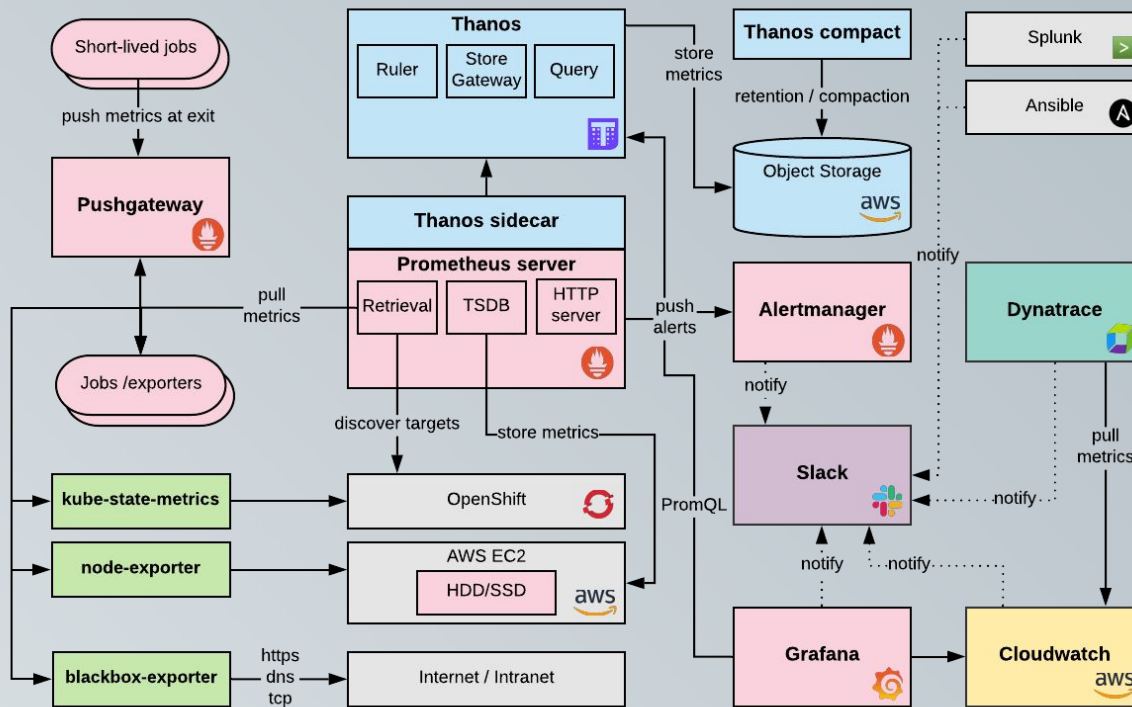 Short-lived jobs
push metrics at exit
Pushgateway
Thanos
Ruler
Store
Gateway
Query
store
metrics
Thanos compact
retention / compaction
Object Storage
aws
Splunk
>
Ansible
A
notify
Thanos sidecar
Prometheus server
Retrieval
TSDB
HTTP
server
pull
metrics
push
alerts
Alertmanager
Dynatrace
notify
Jobs /exporters
discover targets
store metrics
Slack
pull
metrics
notify
kube-state-metrics
OpenShift
PromQL
node-exporter
AWS EC2
HDD/SSD
aws
notify
notify
blackbox-exporter
https
dns
tcp
Internet / Intranet
Grafana
Cloudwatch
aws